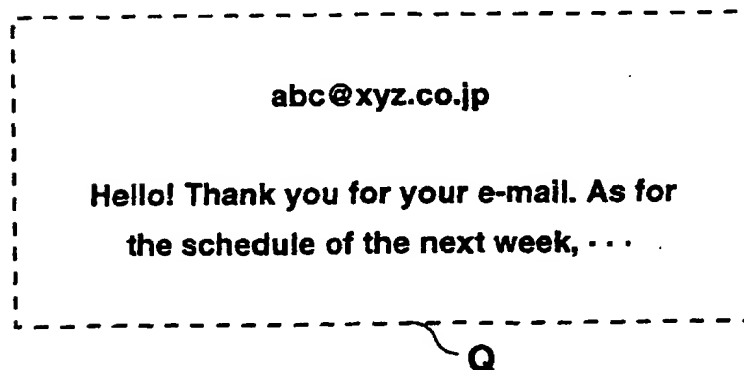 abc@xyz.co.jp
Hello! Thank you for your e-mail. As for
the schedule of the next week, ···
Q